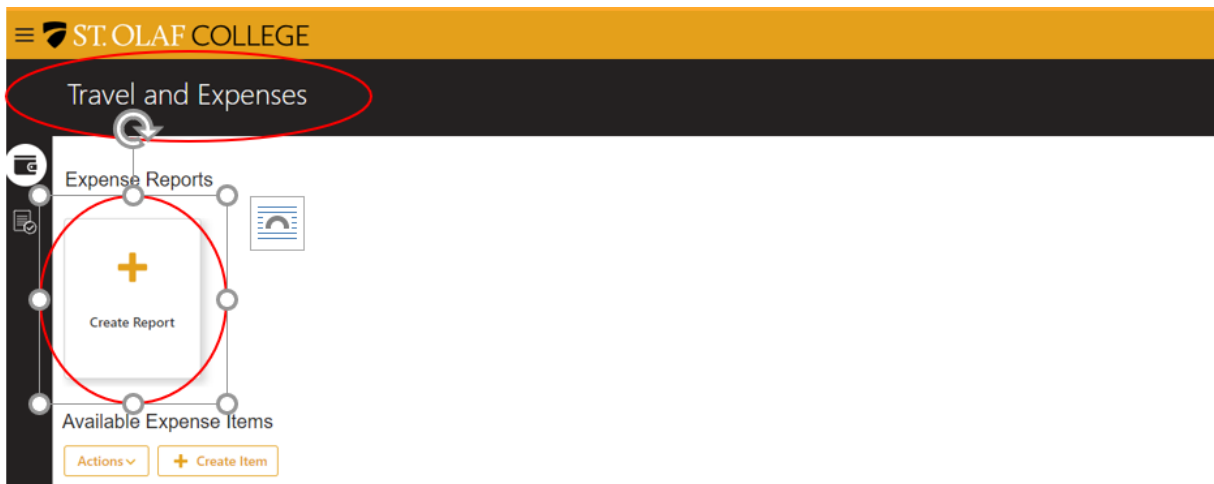 ST. OLAF COLLEGE
Travel and Expenses
Expense Reports
Create Report
Available Expense Items
Actions
Create Item